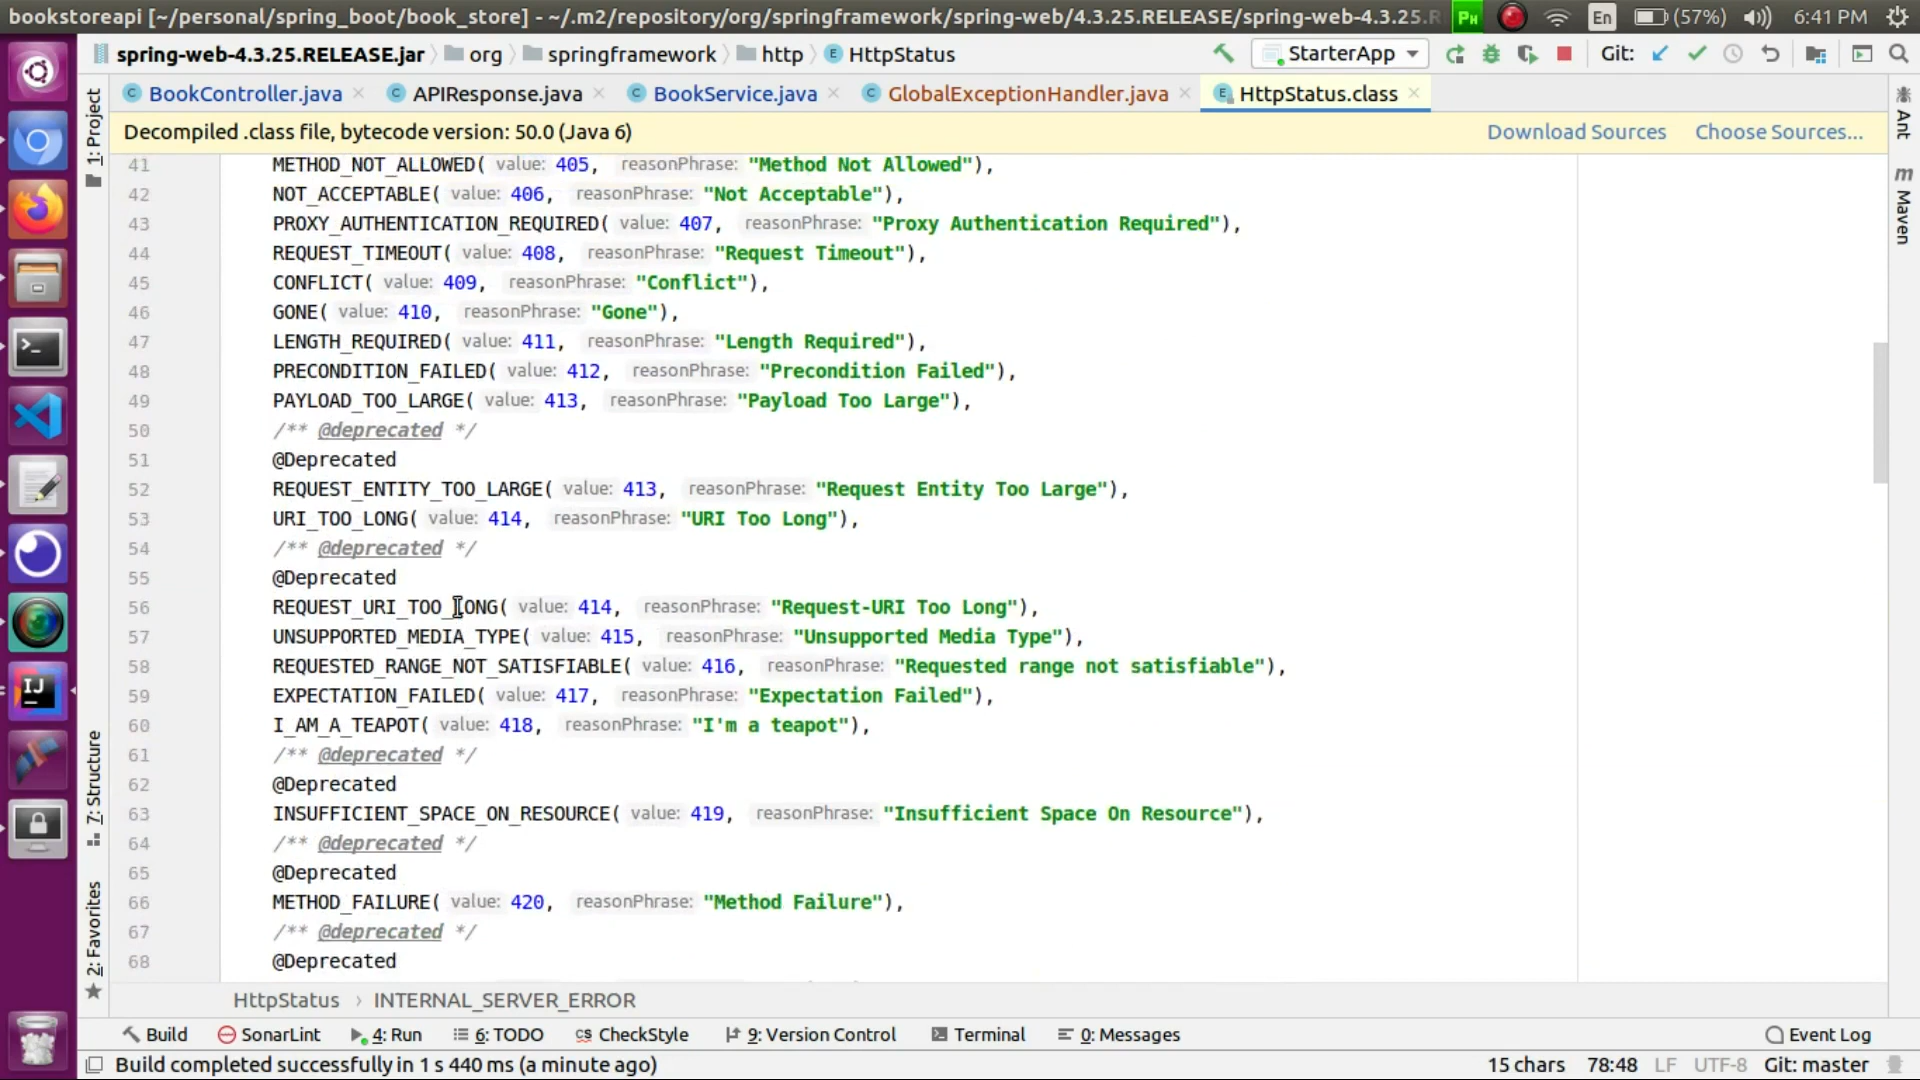 bookstoreapi [~/personal/spring_boot/book_store] - ~/.m2/repository/org/springframework/spring-web/4.3.25.RELEASE/spring-web-4.3.25.R
En (57%) 6:41 PM
spring-web-4.3.25.RELEASE.jar org springframework http HttpStatus StarterApp Git:
BookController.java APIResponse.java BookService.java GlobalExceptionHandler.java HttpStatus.class
Decompiled .class file, bytecode version: 50.0 (Java 6) Download Sources Choose Sources...
41 METHOD_NOT_ALLOWED( value: 405, reasonPhrase: "Method Not Allowed"),
42 NOT_ACCEPTABLE( value: 406, reasonPhrase: "Not Acceptable"),
43 PROXY_AUTHENTICATION_REQUIRED( value: 407, reasonPhrase: "Proxy Authentication Required"),
44 REQUEST_TIMEOUT( value: 408, reasonPhrase: "Request Timeout"),
45 CONFLICT( value: 409, reasonPhrase: "Conflict"),
46 GONE( value: 410, reasonPhrase: "Gone"),
47 LENGTH_REQUIRED( value: 411, reasonPhrase: "Length Required"),
48 PRECONDITION_FAILED( value: 412, reasonPhrase: "Precondition Failed"),
49 PAYLOAD_TOO_LARGE( value: 413, reasonPhrase: "Payload Too Large"),
50 /** @deprecated */
51 @Deprecated
52 REQUEST_ENTITY_TOO_LARGE( value: 413, reasonPhrase: "Request Entity Too Large"),
53 URI_TOO_LONG( value: 414, reasonPhrase: "URI Too Long"),
54 /** @deprecated */
55 @Deprecated
56 REQUEST_URI_TOO_LONG( value: 414, reasonPhrase: "Request-URI Too Long"),
57 UNSUPPORTED_MEDIA_TYPE( value: 415, reasonPhrase: "Unsupported Media Type"),
58 REQUESTED_RANGE_NOT_SATISFIABLE( value: 416, reasonPhrase: "Requested range not satisfiable"),
59 EXPECTATION_FAILED( value: 417, reasonPhrase: "Expectation Failed"),
60 I_AM_A_TEAPOT( value: 418, reasonPhrase: "I'm a teapot"),
61 /** @deprecated */
62 @Deprecated
63 INSUFFICIENT_SPACE_ON_RESOURCE( value: 419, reasonPhrase: "Insufficient Space On Resource"),
64 /** @deprecated */
65 @Deprecated
66 METHOD_FAILURE( value: 420, reasonPhrase: "Method Failure"),
67 /** @deprecated */
68 @Deprecated
HttpStatus › INTERNAL_SERVER_ERROR
Build SonarLint 4: Run 6: TODO CheckStyle 9: Version Control Terminal 0: Messages Event Log
Build completed successfully in 1 s 440 ms (a minute ago) 15 chars 78:48 LF UTF-8 Git: master
1: Project
7: Structure
2: Favorites
Ant
Maven
IJ